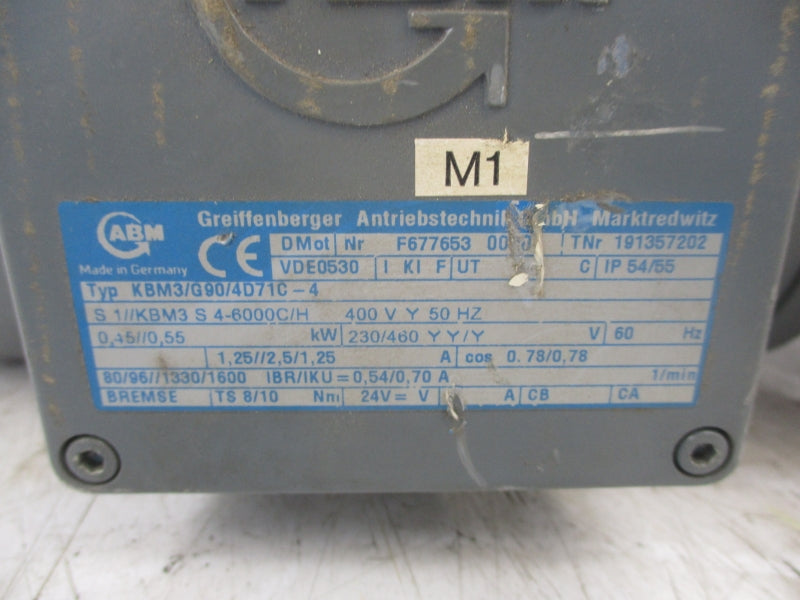 M1
ABM Greiffenberger Antriebstechnik GmbH Marktredwitz
Made in Germany CE
DMot Nr F677653 TNr 191357202
VDE0530 I KI F UT C IP 54/55
Typ KBM3/G90/4D71C-4
S 1//KBM3 S 4-6000C/H 400 V Y 50 HZ
0,45//0,55 kW 230/460 YY/Y V 60 Hz
1,25//2,5/1,25 A cos 0.78/0,78
80/96//1330/1600 IBR/IKU=0,54/0,70 A 1/min
BREMSE TS 8/10 Nm 24V= V A CB CA